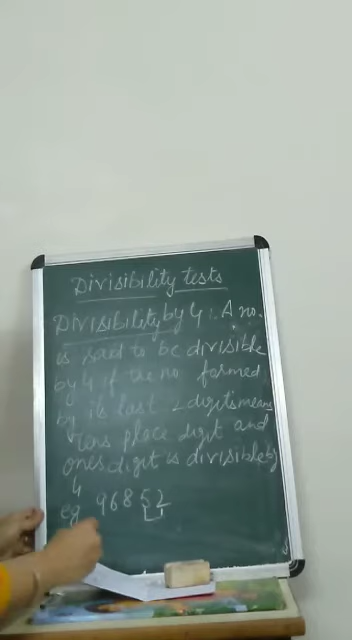 Divisibility tests
Divisibility by 4 : A no.
is said to be divisible
by 4 if the no formed
by its last 2 digits means
Tens place digit and
ones digit is divisible by
4
eg 96852